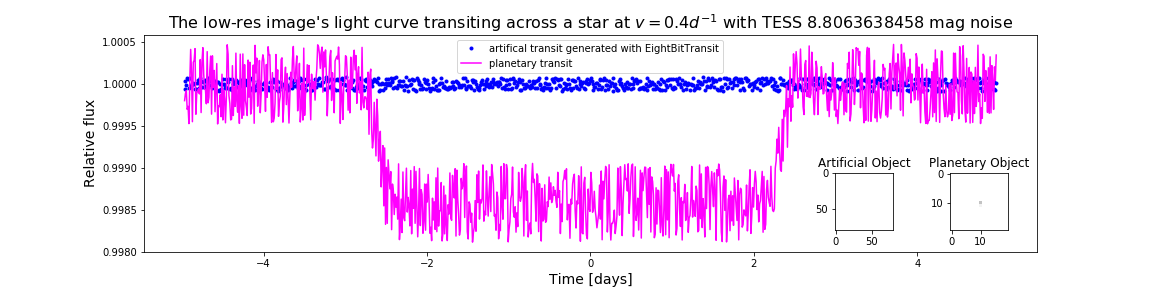 The low-res image's light curve transiting across a star at v = 0.4d⁻¹ with TESS 8.8063638458 mag noise
artifical transit generated with EightBitTransit
planetary transit
Relative flux
1.0005
1.0000
0.9995
0.9990
0.9985
0.9980
Artificial Object
0
50
0 50
Planetary Object
0
10
0 10
−4 −2 0 2 4
Time [days]